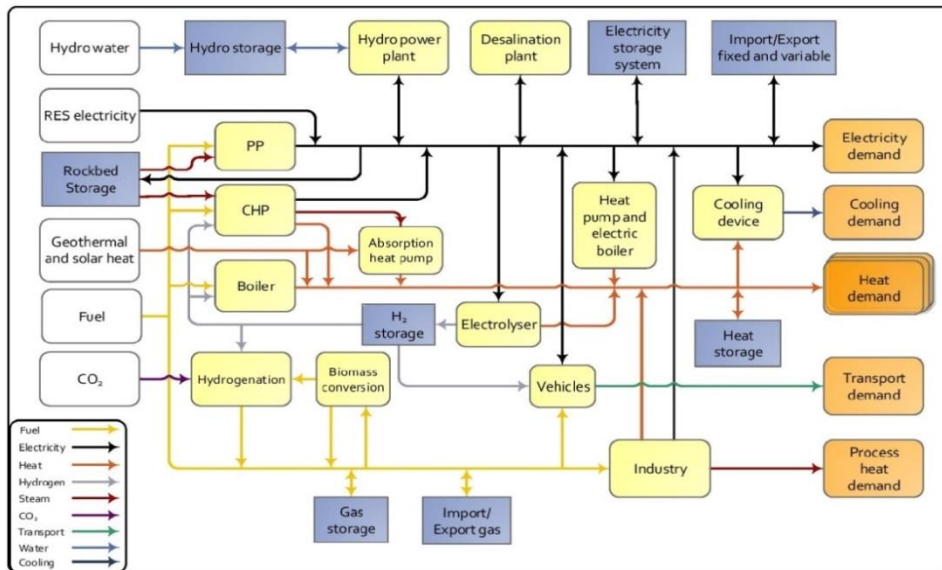 Hydro water
Hydro storage
Hydro power
plant
Desalination
plant
Electricity
storage
system
Import/Export
fixed and variable
RES electricity
PP
Electricity
demand
Rockbed
Storage
CHP
Heat
pump and
electric
boiler
Cooling
device
Cooling
demand
Geothermal
and solar heat
Absorption
heat pump
Boiler
Heat
demand
Fuel
H₂
storage
Electrolyser
Heat
storage
CO₂
Hydrogenation
Biomass
conversion
Vehicles
Transport
demand
Fuel
Electricity
Heat
Hydrogen
Steam
CO₂
Transport
Water
Cooling
Industry
Process
heat demand
Gas
storage
Import/
Export gas